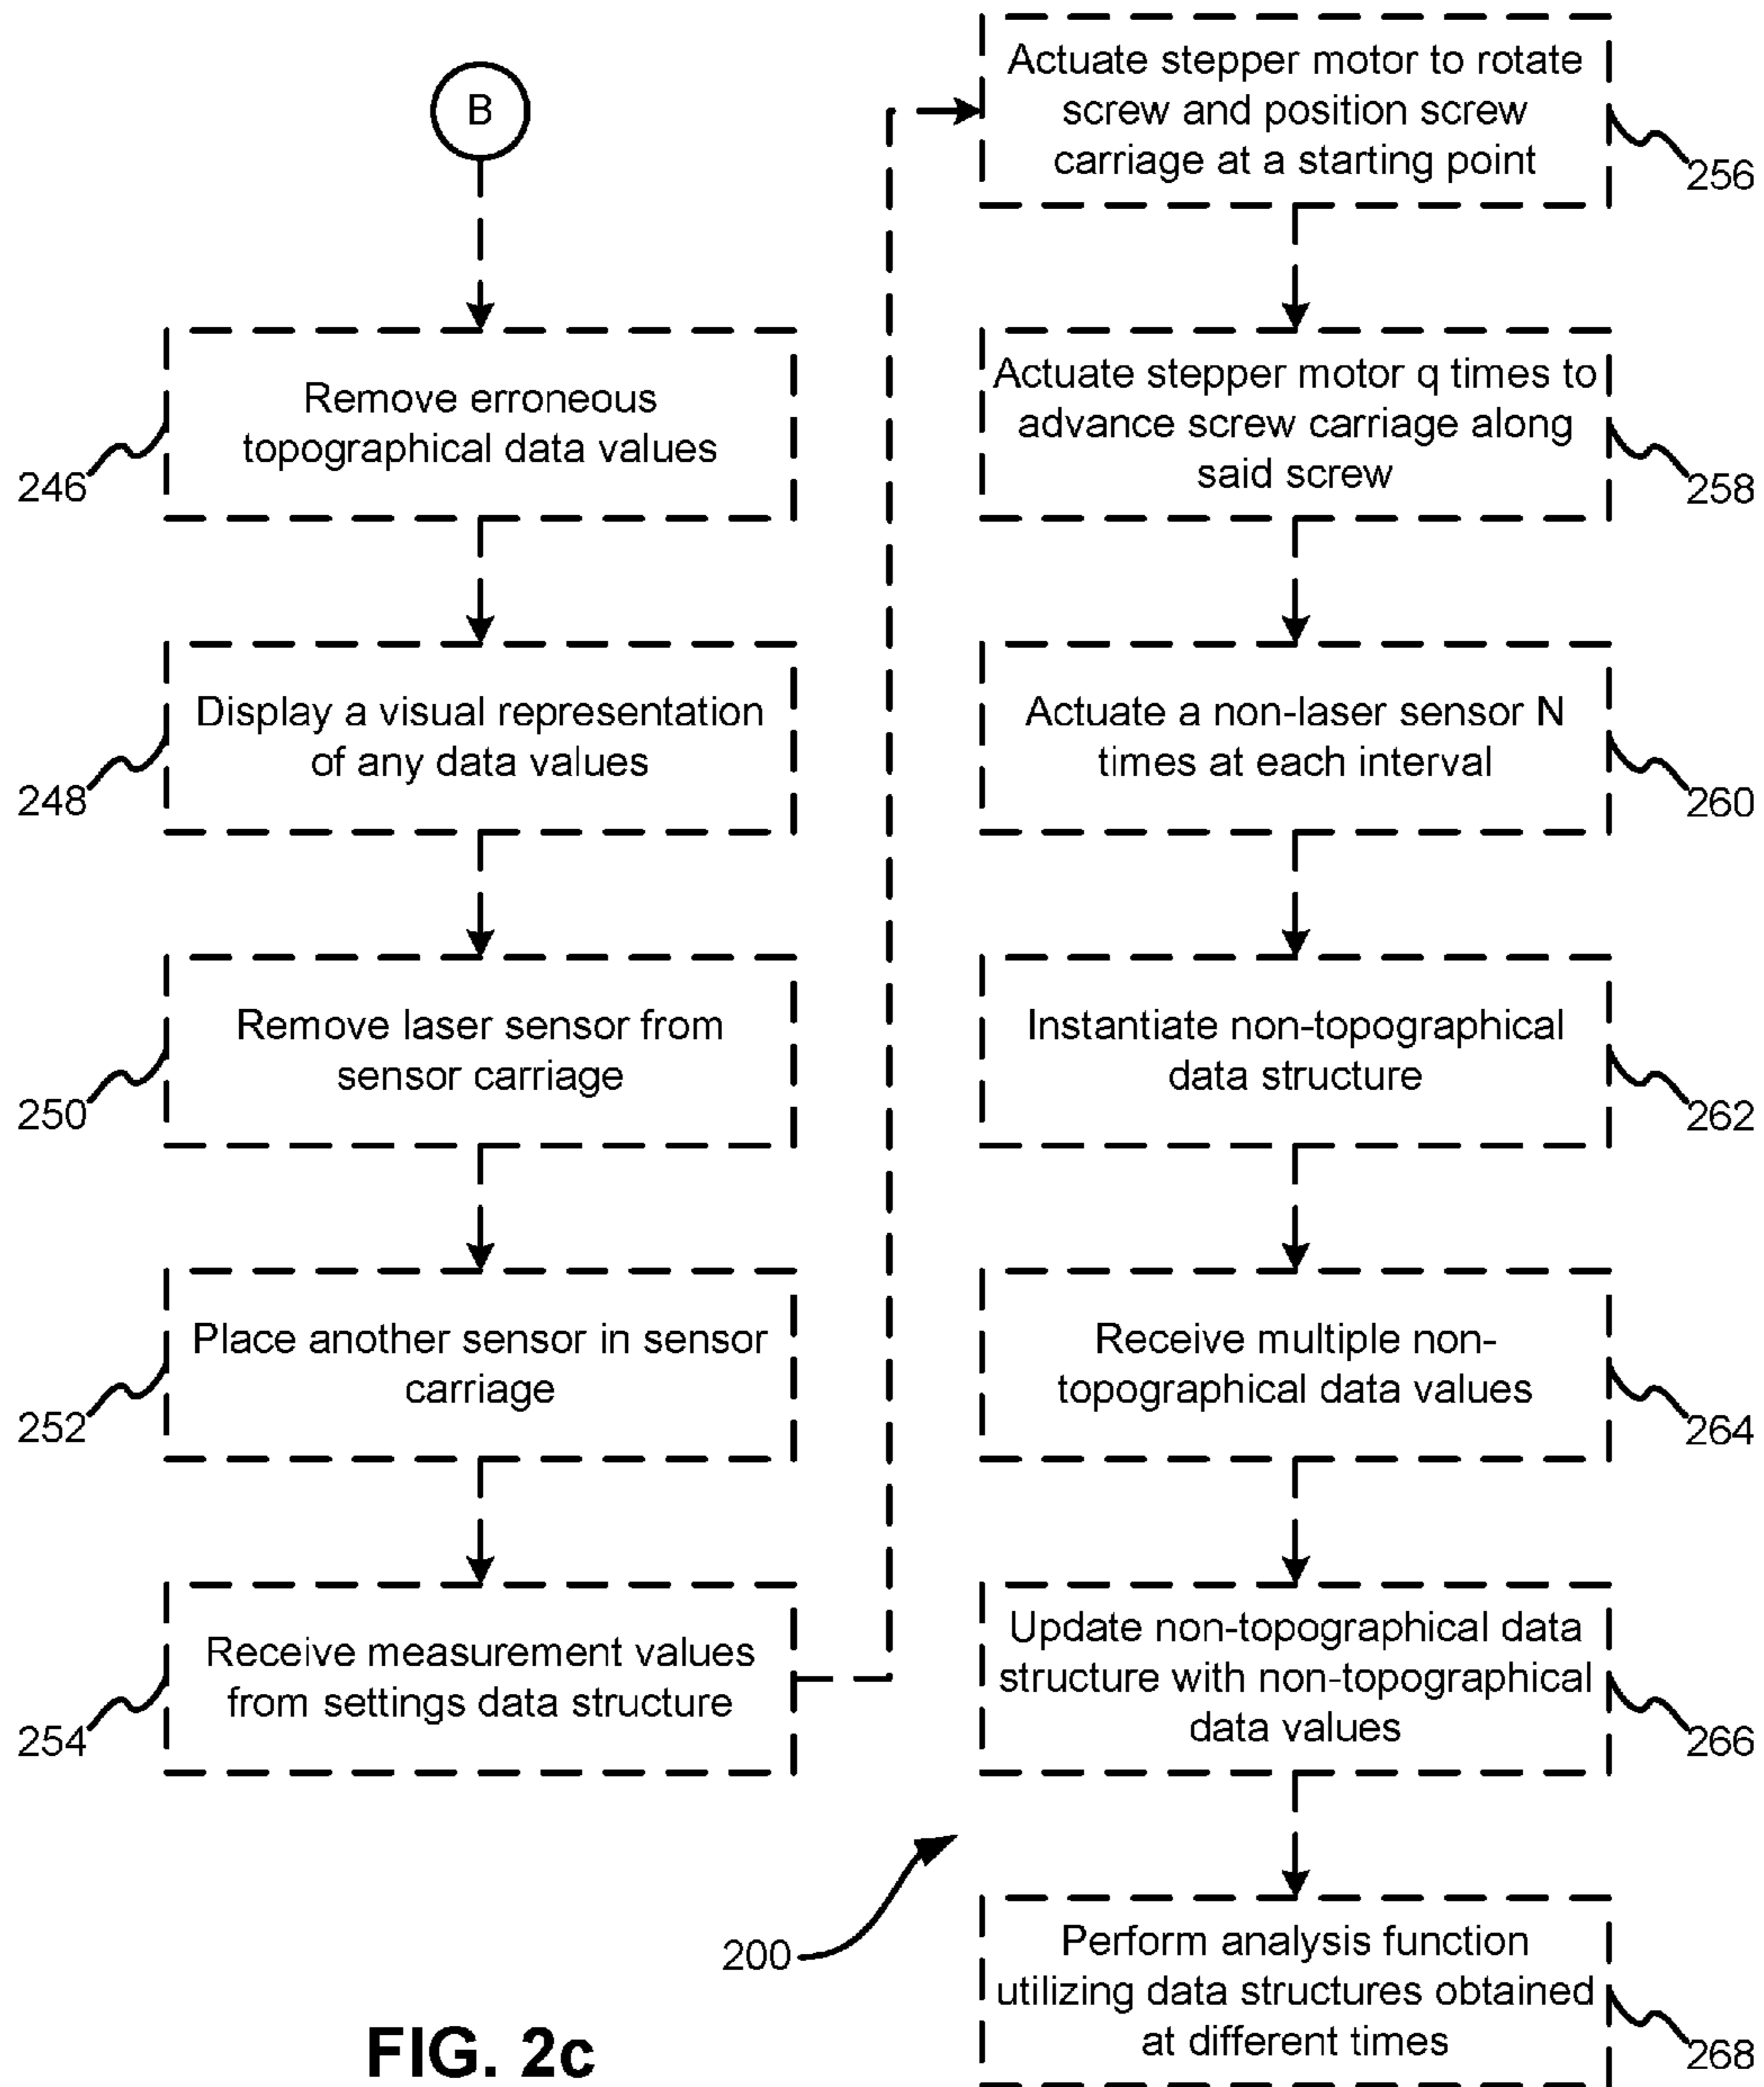 B
Remove erroneous
topographical data values
246
Display a visual representation
of any data values
248
Remove laser sensor from
sensor carriage
250
Place another sensor in sensor
carriage
252
Receive measurement values
from settings data structure
254
Actuate stepper motor to rotate
screw and position screw
carriage at a starting point
256
Actuate stepper motor q times to
advance screw carriage along
said screw
258
Actuate a non-laser sensor N
times at each interval
260
Instantiate non-topographical
data structure
262
Receive multiple non-
topographical data values
264
Update non-topographical data
structure with non-topographical
data values
266
Perform analysis function
utilizing data structures obtained
at different times
268
200
FIG. 2c